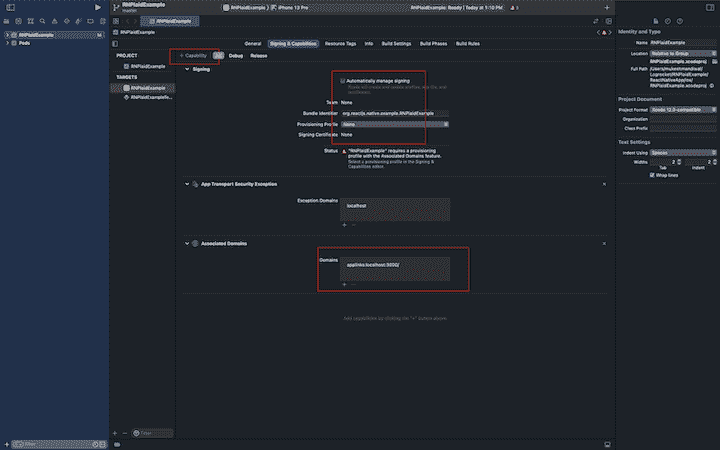 RNPlaidExample
master
RNPlaidExample
iPhone 13 Pro
RNPlaidExample: Ready | Today at 1:10 PM
1
RNPlaidExample
RNPlaidExample
M
Pods
RNPlaidExample
General
Signing & Capabilities
Resource Tags
Info
Build Settings
Build Phases
Build Rules
PROJECT
RNPlaidExample
TARGETS
RNPlaidExample
RNPlaidExampleTe...
+ Capability
All
Debug
Release
Signing
Automatically manage signing
Xcode will create and update profiles, app IDs, and
certificates.
Team None
Bundle Identifier org.reactjs.native.example.RNPlaidExample
Provisioning Profile None
Signing Certificate None
Status "RNPlaidExample" requires a provisioning
profile with the Associated Domains feature.
Select a provisioning profile in the Signing &
Capabilities editor.
App Transport Security Exception
Exception Domains
localhost
Associated Domains
Domains
applinks:localhost:3000/
Add capabilities by clicking the "+" button above.
Filter
Filter
Identity and Type
Name RNPlaidExample
Location Relative to Group
RNPlaidExample.xcodeproj
Full Path
Logrocket/RNPlaidExample/
ReactNativeApp/ios/
RNPlaidExample.xcodeproj
Project Document
Project Format Xcode 12.0-compatible
Organization
Class Prefix
Text Settings
Indent Using Spaces
Widths 2 2
Tab Indent
Wrap lines